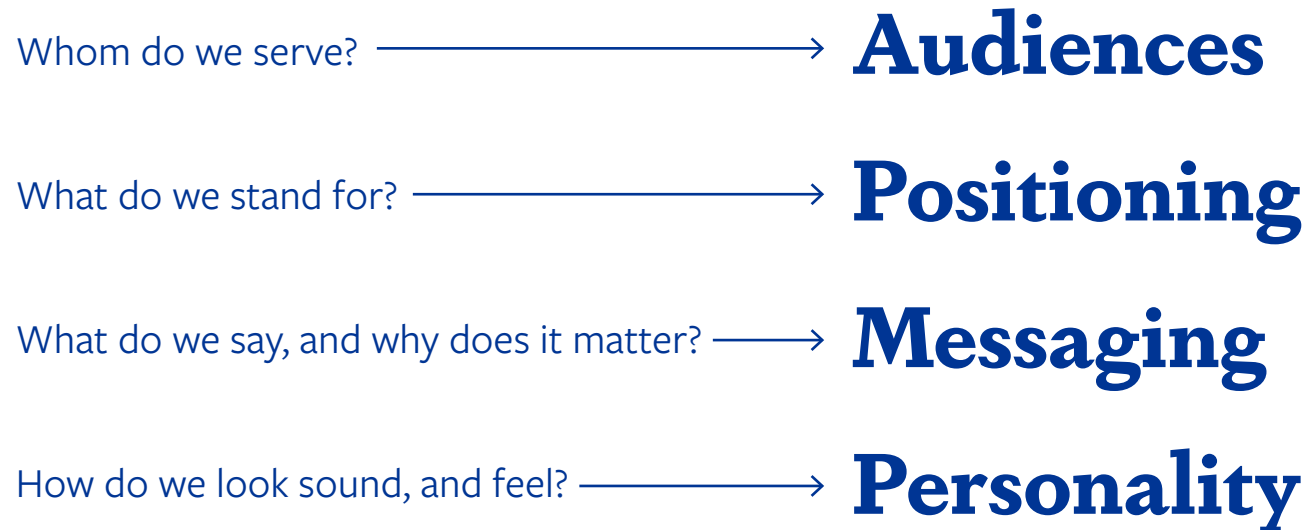 Whom do we serve? → Audiences
What do we stand for? → Positioning
What do we say, and why does it matter? → Messaging
How do we look sound, and feel? → Personality